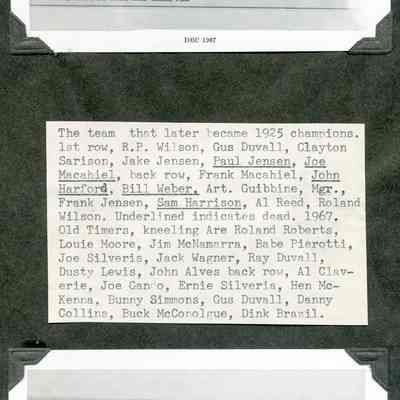 DEC 1967
The team that later became 1925 champions.
1st row, R.P. Wilson, Gus Duvall, Clayton
Sarison, Jake Jensen, Paul Jensen, Joe
Macahiel, back row, Frank Macahiel, John
Harford, Bill Weber, Art. Guibbine, Mgr.,
Frank Jensen, Sam Harrison, Al Reed, Roland
Wilson. Underlined indicates dead. 1967.
Old Timers, kneeling Are Roland Roberts,
Louie Moore, Jim McNamarra, Babe Pierotti,
Joe Silveris, Jack Wagner, Ray Duvall,
Dusty Lewis, John Alves back row, Al Clav-
erie, Joe Ernie Silveria, Hen Mc-
Kenna, Bunny Simmons, Gus Duvall, Danny
Collins, Buck McConolgue, Dink Brazil.